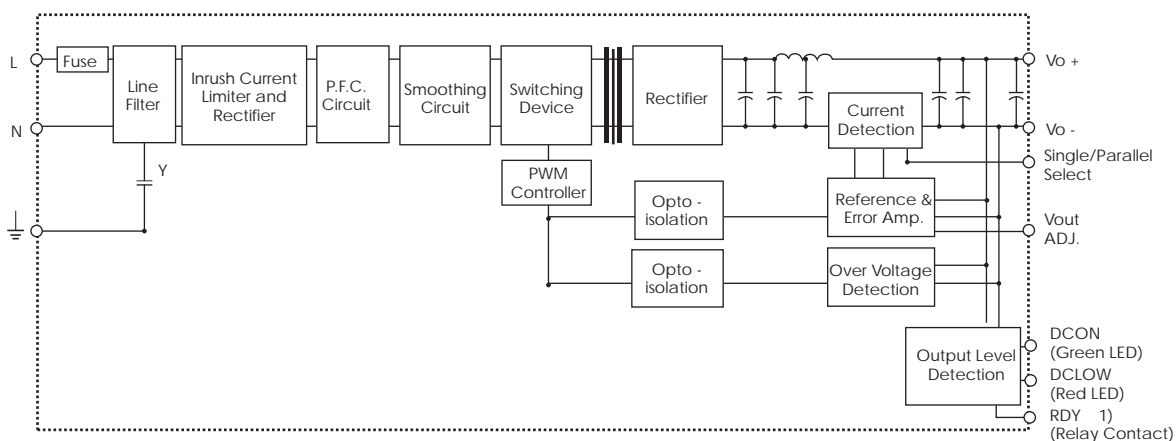 L
Fuse
N
Line
Filter
Y
Inrush Current
Limiter and
Rectifier
P.F.C.
Circuit
Smoothing
Circuit
Switching
Device
PWM
Controller
Rectifier
Opto -
isolation
Opto -
isolation
Current
Detection
Reference &
Error Amp.
Over Voltage
Detection
Output Level
Detection
Vo +
Vo -
Single/Parallel
Select
Vout
ADJ.
DCON
(Green LED)
DCLOW
(Red LED)
RDY 1)
(Relay Contact)